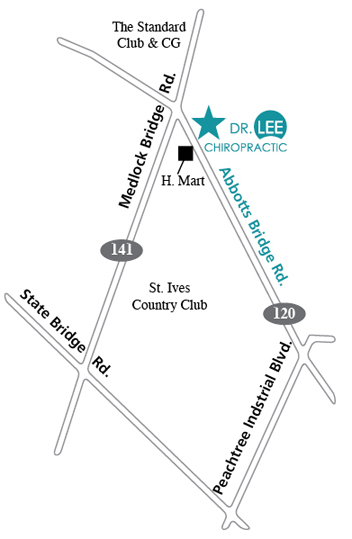 The Standard
Club & CG
Medlock Bridge Rd.
DR. LEE
CHIROPRACTIC
H. Mart
Abbotts Bridge Rd.
141
St. Ives
Country Club
State Bridge Rd.
120
Peachtree Indstrial Blvd.